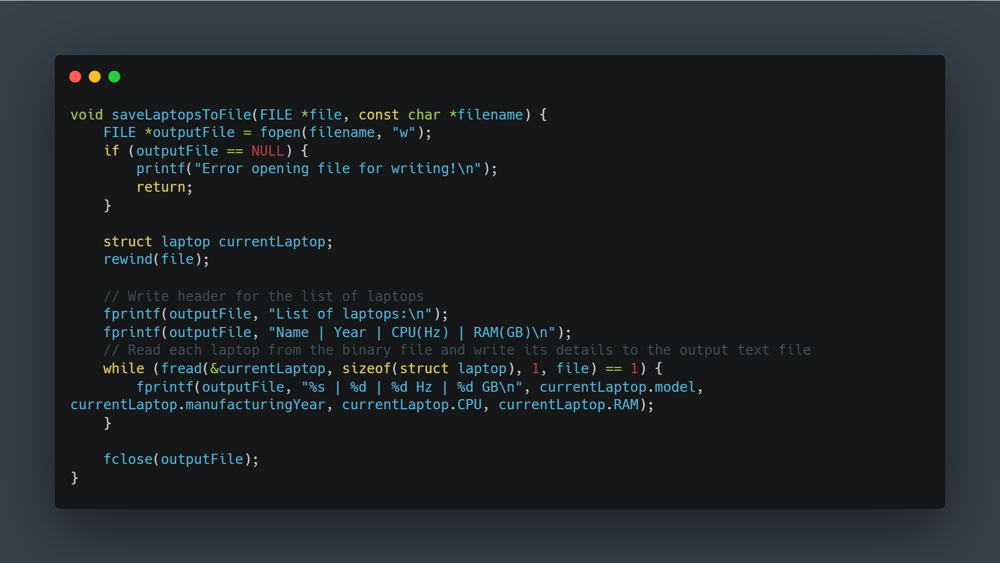 void saveLaptopsToFile(FILE *file, const char *filename) {
    FILE *outputFile = fopen(filename, "w");
    if (outputFile == NULL) {
        printf("Error opening file for writing!\n");
        return;
    }

    struct laptop currentLaptop;
    rewind(file);

    // Write header for the list of laptops
    fprintf(outputFile, "List of laptops:\n");
    fprintf(outputFile, "Name | Year | CPU(Hz) | RAM(GB)\n");
    // Read each laptop from the binary file and write its details to the output text file
    while (fread(&currentLaptop, sizeof(struct laptop), 1, file) == 1) {
        fprintf(outputFile, "%s | %d | %d Hz | %d GB\n", currentLaptop.model,
currentLaptop.manufacturingYear, currentLaptop.CPU, currentLaptop.RAM);
    }

    fclose(outputFile);
}